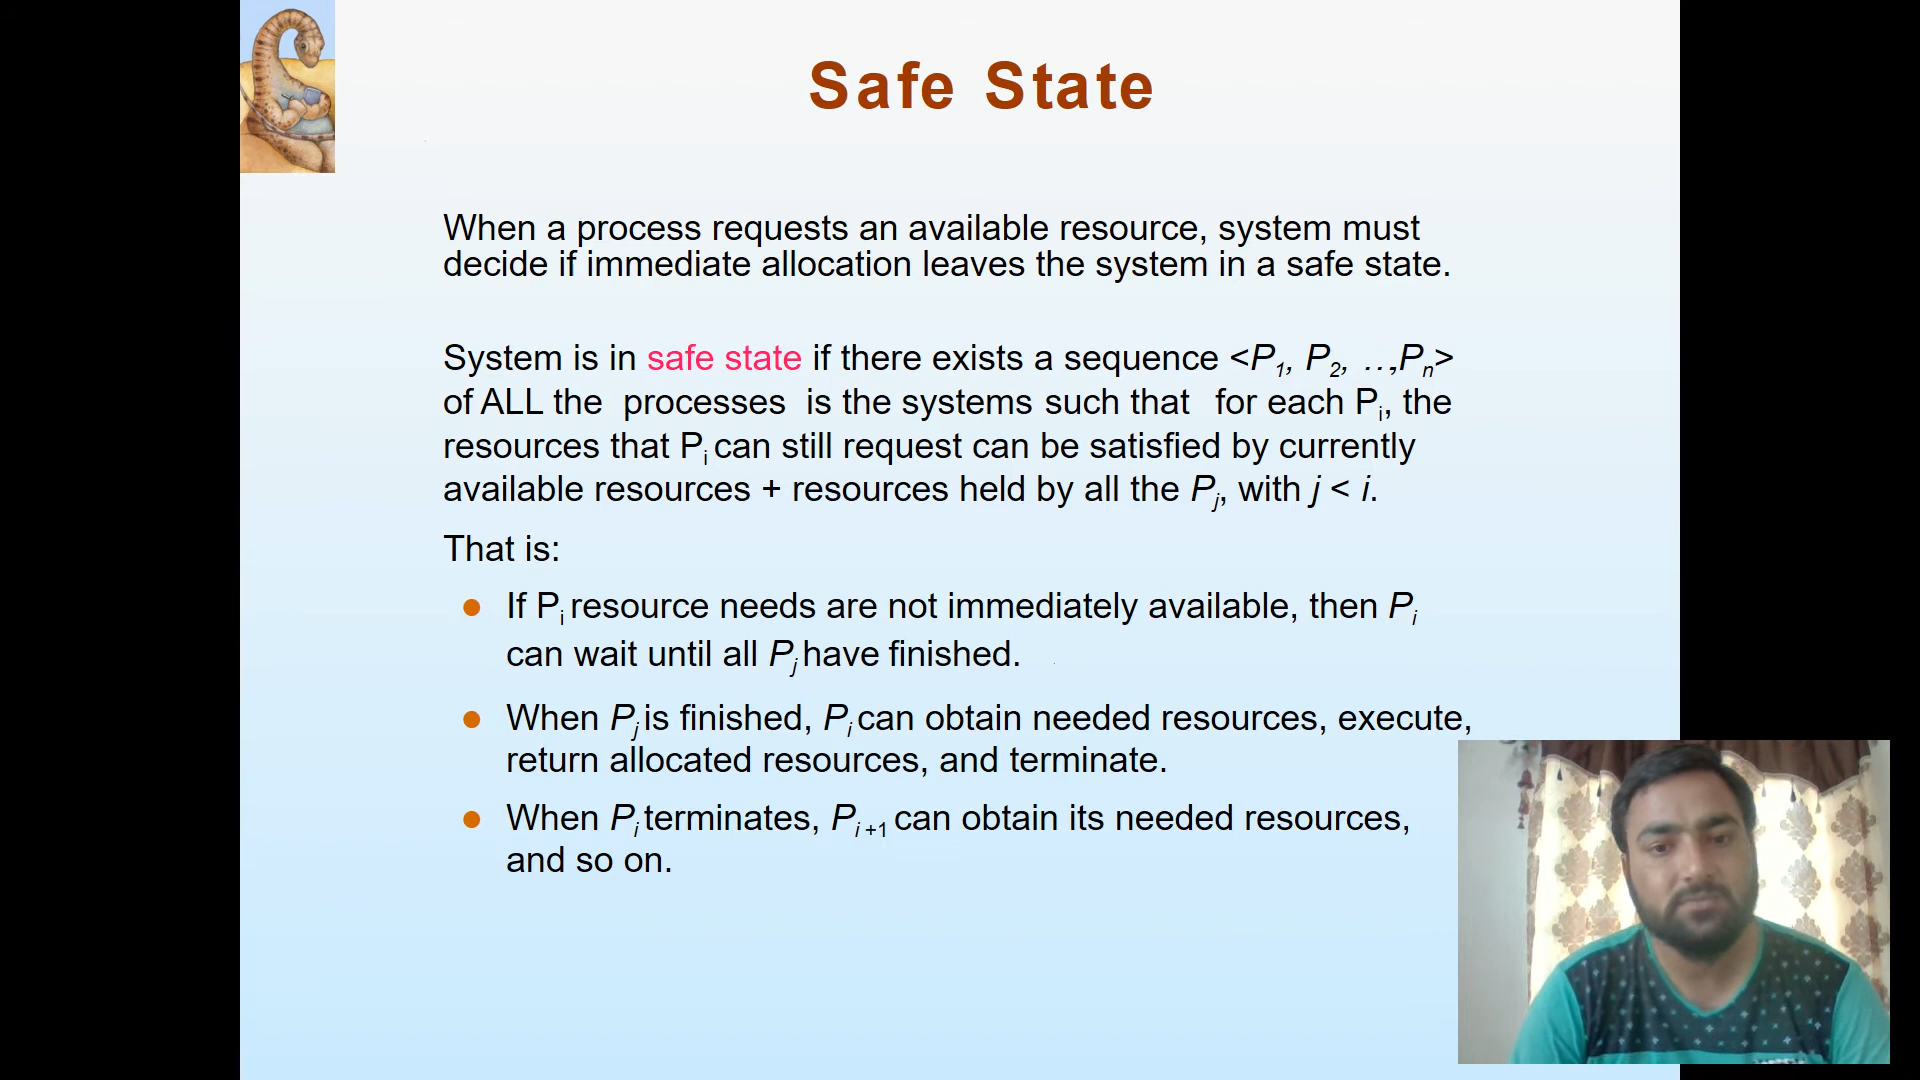 Safe State
When a process requests an available resource, system must
decide if immediate allocation leaves the system in a safe state.
System is in safe state if there exists a sequence <P1, P2, …,Pn>
of ALL the processes is the systems such that for each Pi, the
resources that Pi can still request can be satisfied by currently
available resources + resources held by all the Pj, with j < i.
That is:
● If Pi resource needs are not immediately available, then Pi
can wait until all Pj have finished.
● When Pj is finished, Pi can obtain needed resources, execute,
return allocated resources, and terminate.
● When Pi terminates, Pi +1 can obtain its needed resources,
and so on.